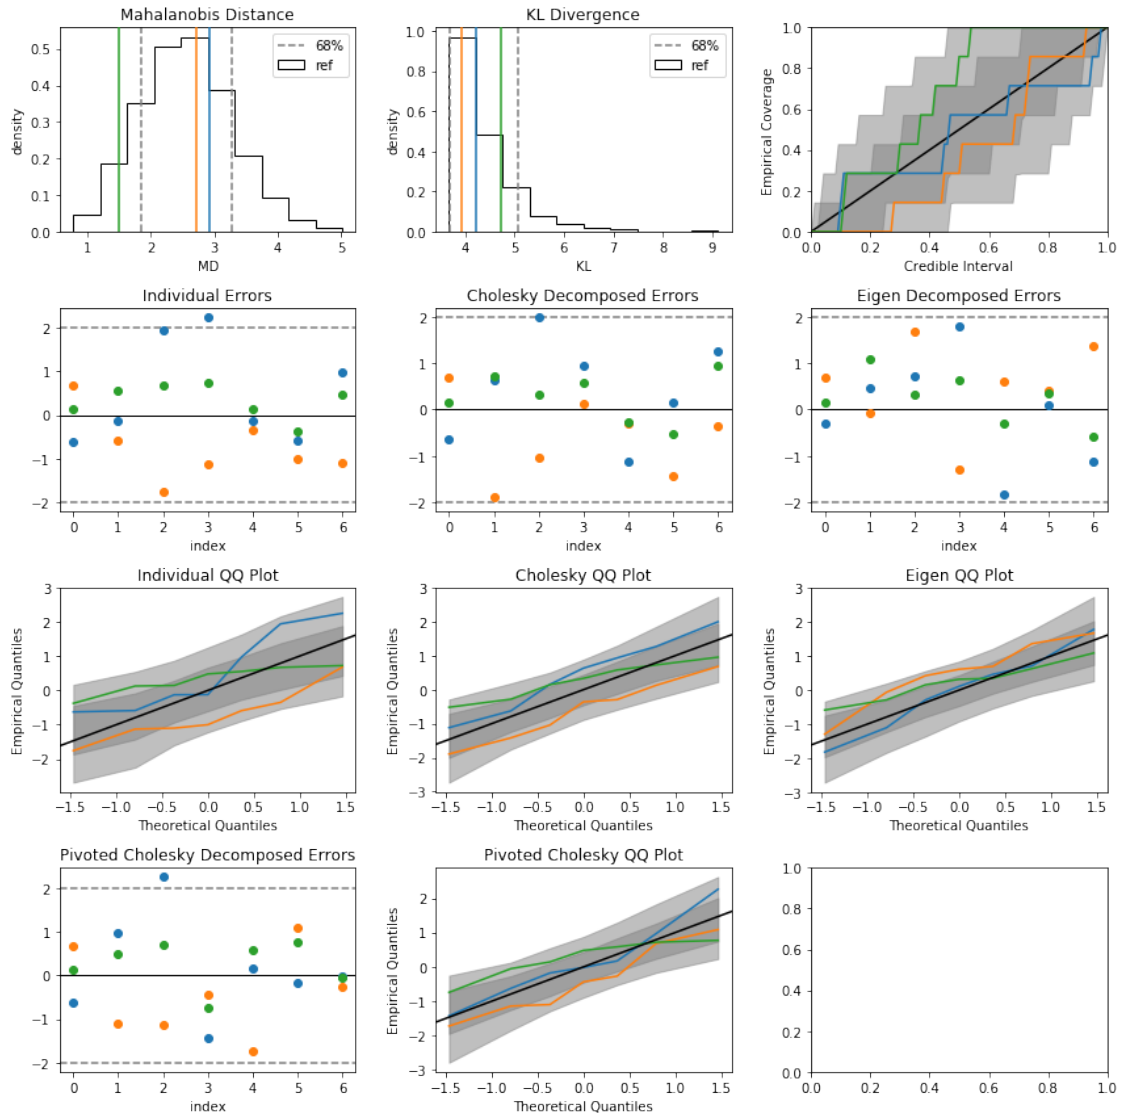 Mahalanobis Distance
density
0.5
0.4
0.3
0.2
0.1
0.0
68%
ref
1 2 3 4 5
MD
KL Divergence
density
1.0
0.8
0.6
0.4
0.2
0.0
68%
ref
4 5 6 7 8 9
KL
Empirical Coverage
1.0
0.8
0.6
0.4
0.2
0.0
0.0 0.2 0.4 0.6 0.8 1.0
Credible Interval
Individual Errors
2
1
0
−1
−2
0 1 2 3 4 5 6
index
Cholesky Decomposed Errors
2
1
0
−1
−2
0 1 2 3 4 5 6
index
Eigen Decomposed Errors
2
1
0
−1
−2
0 1 2 3 4 5 6
index
Individual QQ Plot
Empirical Quantiles
3
2
1
0
−1
−2
−1.5 −1.0 −0.5 0.0 0.5 1.0 1.5
Theoretical Quantiles
Cholesky QQ Plot
Empirical Quantiles
3
2
1
0
−1
−2
−3
−1.5 −1.0 −0.5 0.0 0.5 1.0 1.5
Theoretical Quantiles
Eigen QQ Plot
Empirical Quantiles
3
2
1
0
−1
−2
−3
−1.5 −1.0 −0.5 0.0 0.5 1.0 1.5
Theoretical Quantiles
Pivoted Cholesky Decomposed Errors
2
1
0
−1
−2
0 1 2 3 4 5 6
index
Pivoted Cholesky QQ Plot
Empirical Quantiles
2
1
0
−1
−2
−3
−1.5 −1.0 −0.5 0.0 0.5 1.0 1.5
Theoretical Quantiles
1.0
0.8
0.6
0.4
0.2
0.0
0.0 0.2 0.4 0.6 0.8 1.0